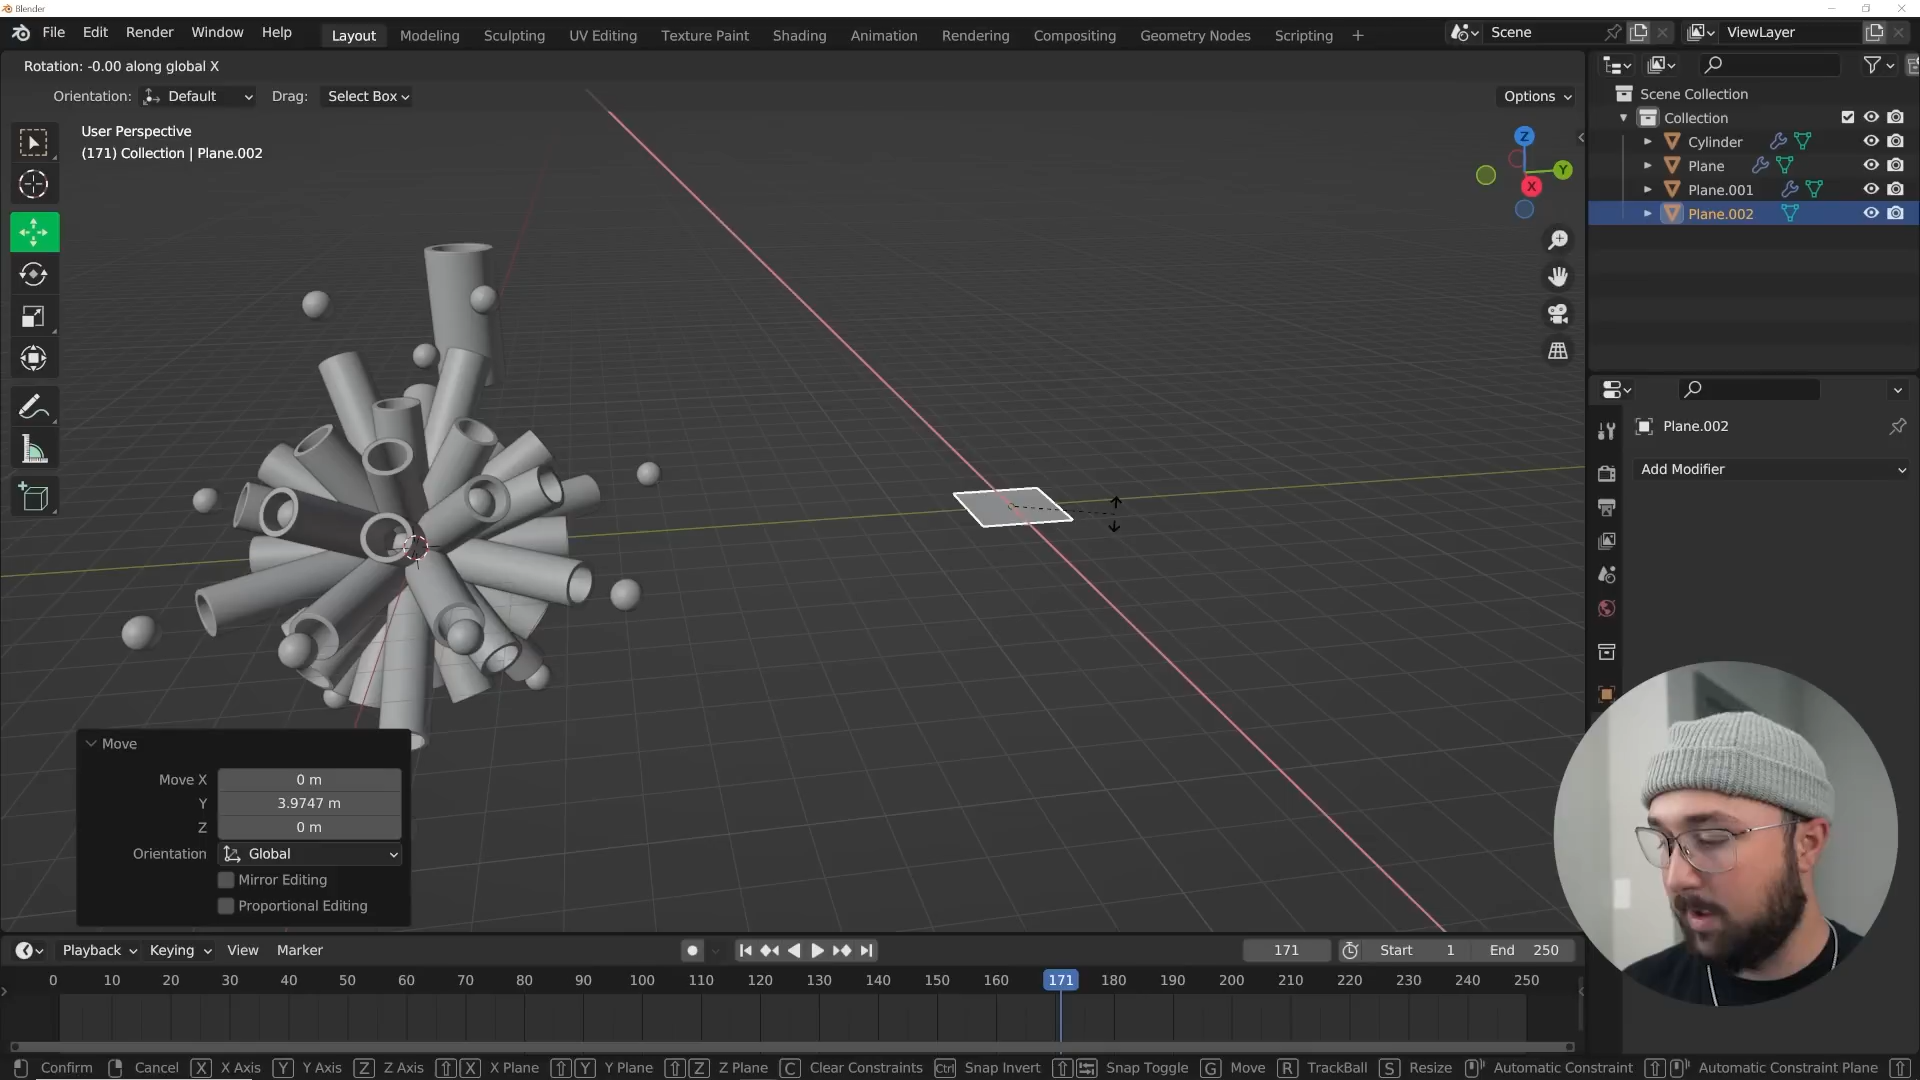 Blender
File Edit Render Window Help Layout Modeling Sculpting UV Editing Texture Paint Shading Animation Rendering Compositing Geometry Nodes Scripting + Scene ViewLayer
Rotation: -0.00 along global X
Orientation: Default Drag: Select Box Options
User Perspective
(171) Collection | Plane.002
Z
Y
X
Scene Collection
Collection
Cylinder
Plane
Plane.001
Plane.002
Plane.002
Add Modifier
Move
Move X 0 m
Y 3.9747 m
Z 0 m
Orientation Global
Mirror Editing
Proportional Editing
Playback Keying View Marker 171 Start 1 End 250
0 10 20 30 40 50 60 70 80 90 100 110 120 130 140 150 160 171 180 190 200 210 220 230 240 250
Confirm Cancel X X Axis Y Y Axis Z Z Axis X X Plane Y Y Plane Z Z Plane C Clear Constraints Ctrl Snap Invert Snap Toggle G Move R TrackBall S Resize Automatic Constraint Automatic Constraint Plane